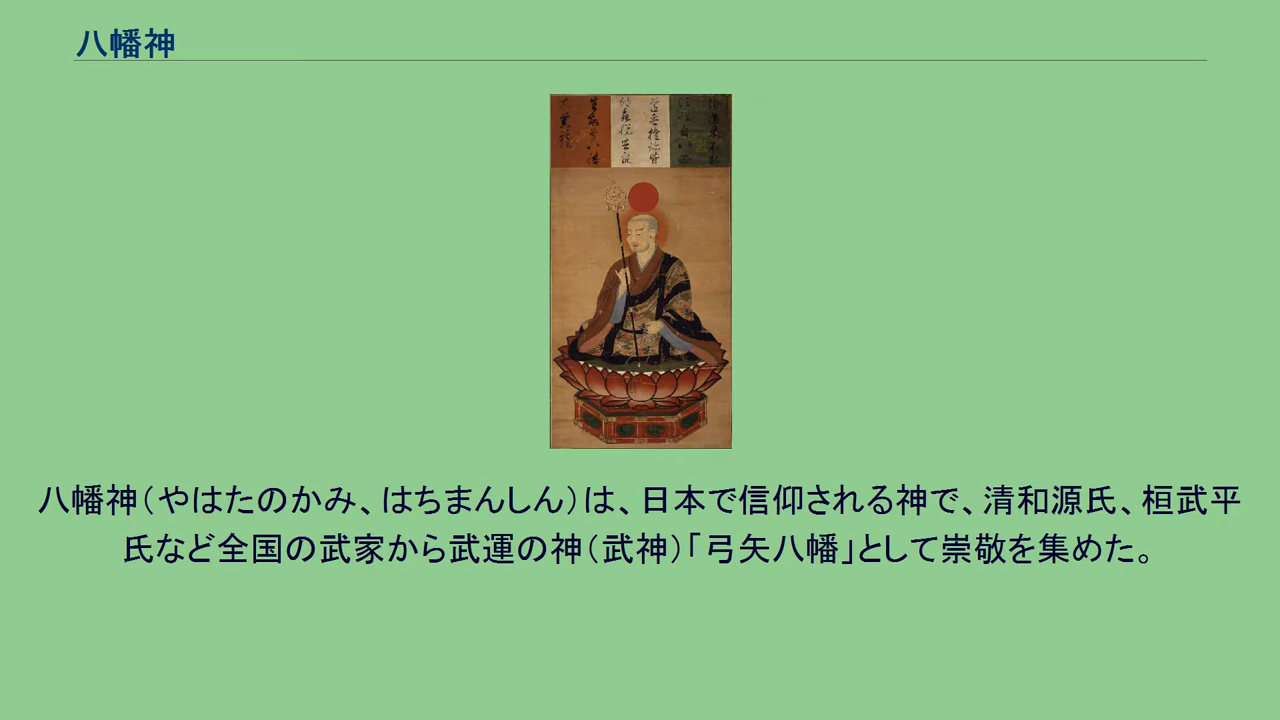 八幡神
八幡神（やはたのかみ、はちまんしん）は、日本で信仰される神で、清和源氏、桓武平
氏など全国の武家から武運の神（武神）「弓矢八幡」として崇敬を集めた。